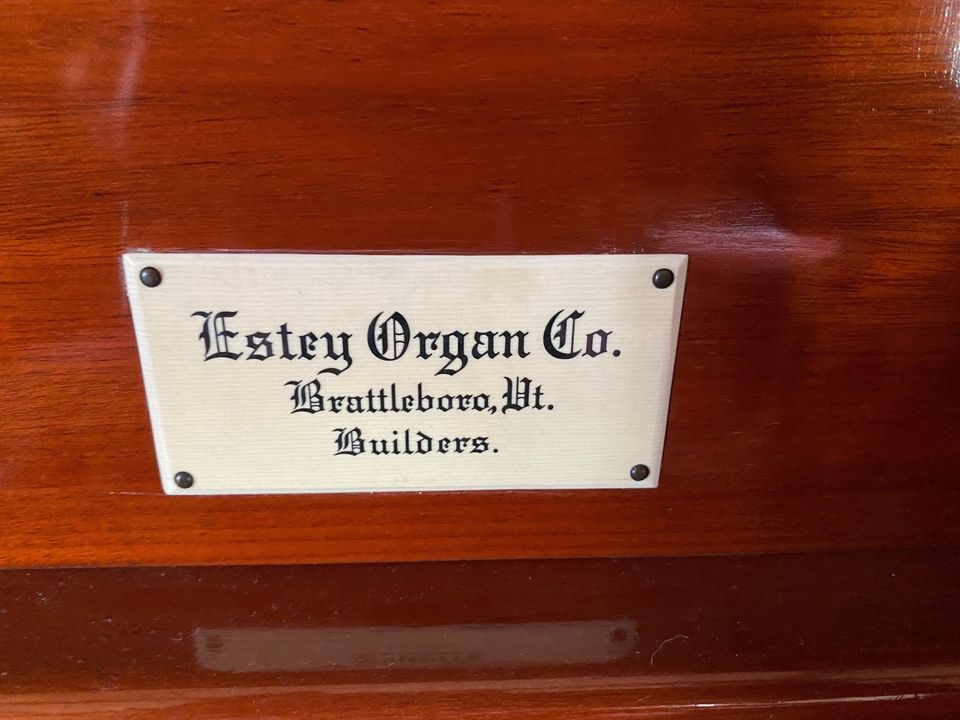 Estey Organ Co.
Brattleboro, Vt.
Builders.